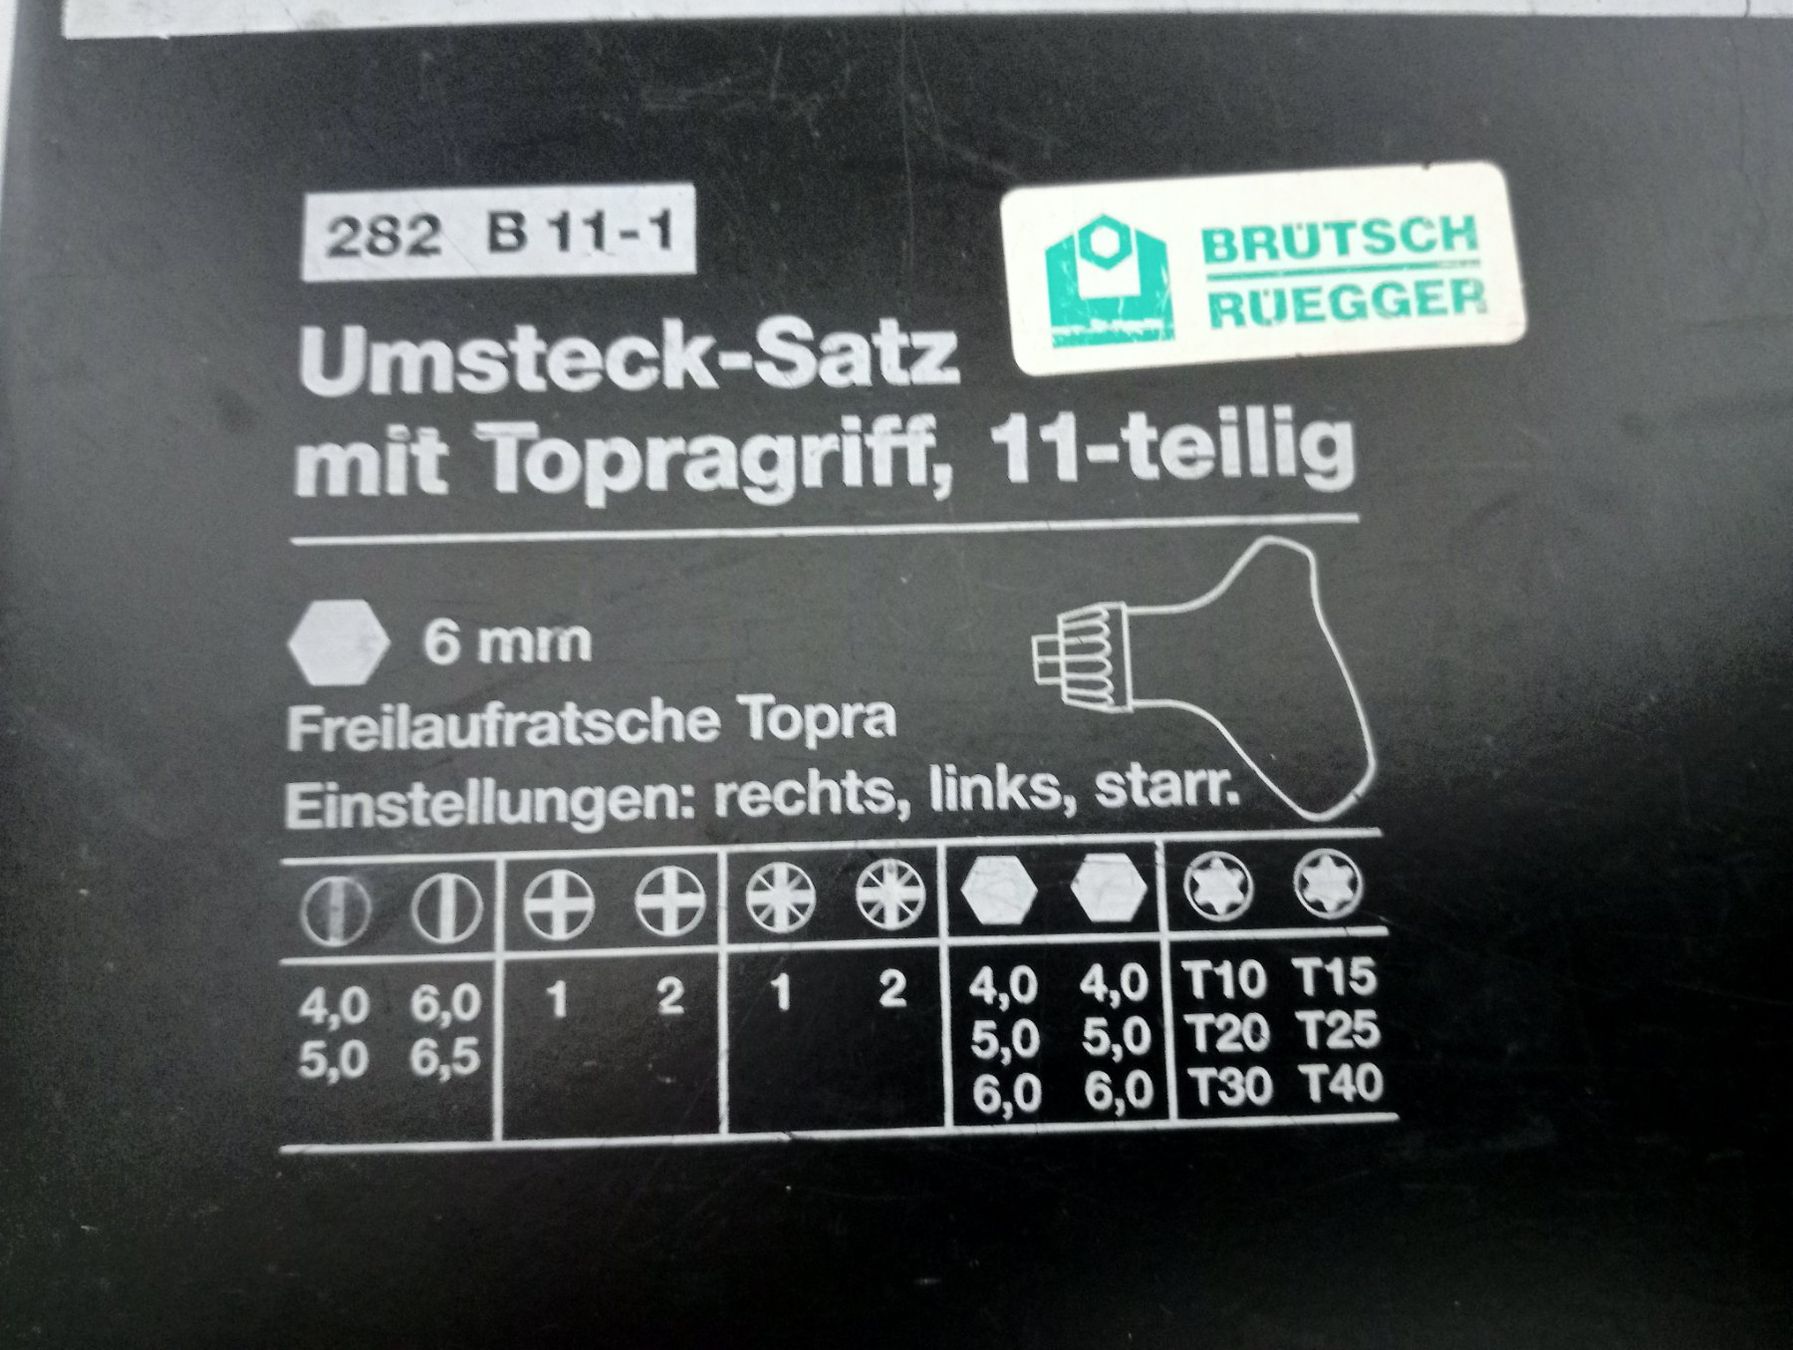 282 B 11-1
BRÜTSCH
RÜEGGER
Umsteck-Satz
mit Topragriff, 11-teilig
6 mm
Freilaufratsche Topra
Einstellungen: rechts, links, starr.
4,0 6,0 1 2 1 2 4,0 4,0 T10 T15
5,0 6,5 5,0 5,0 T20 T25
6,0 6,0 T30 T40